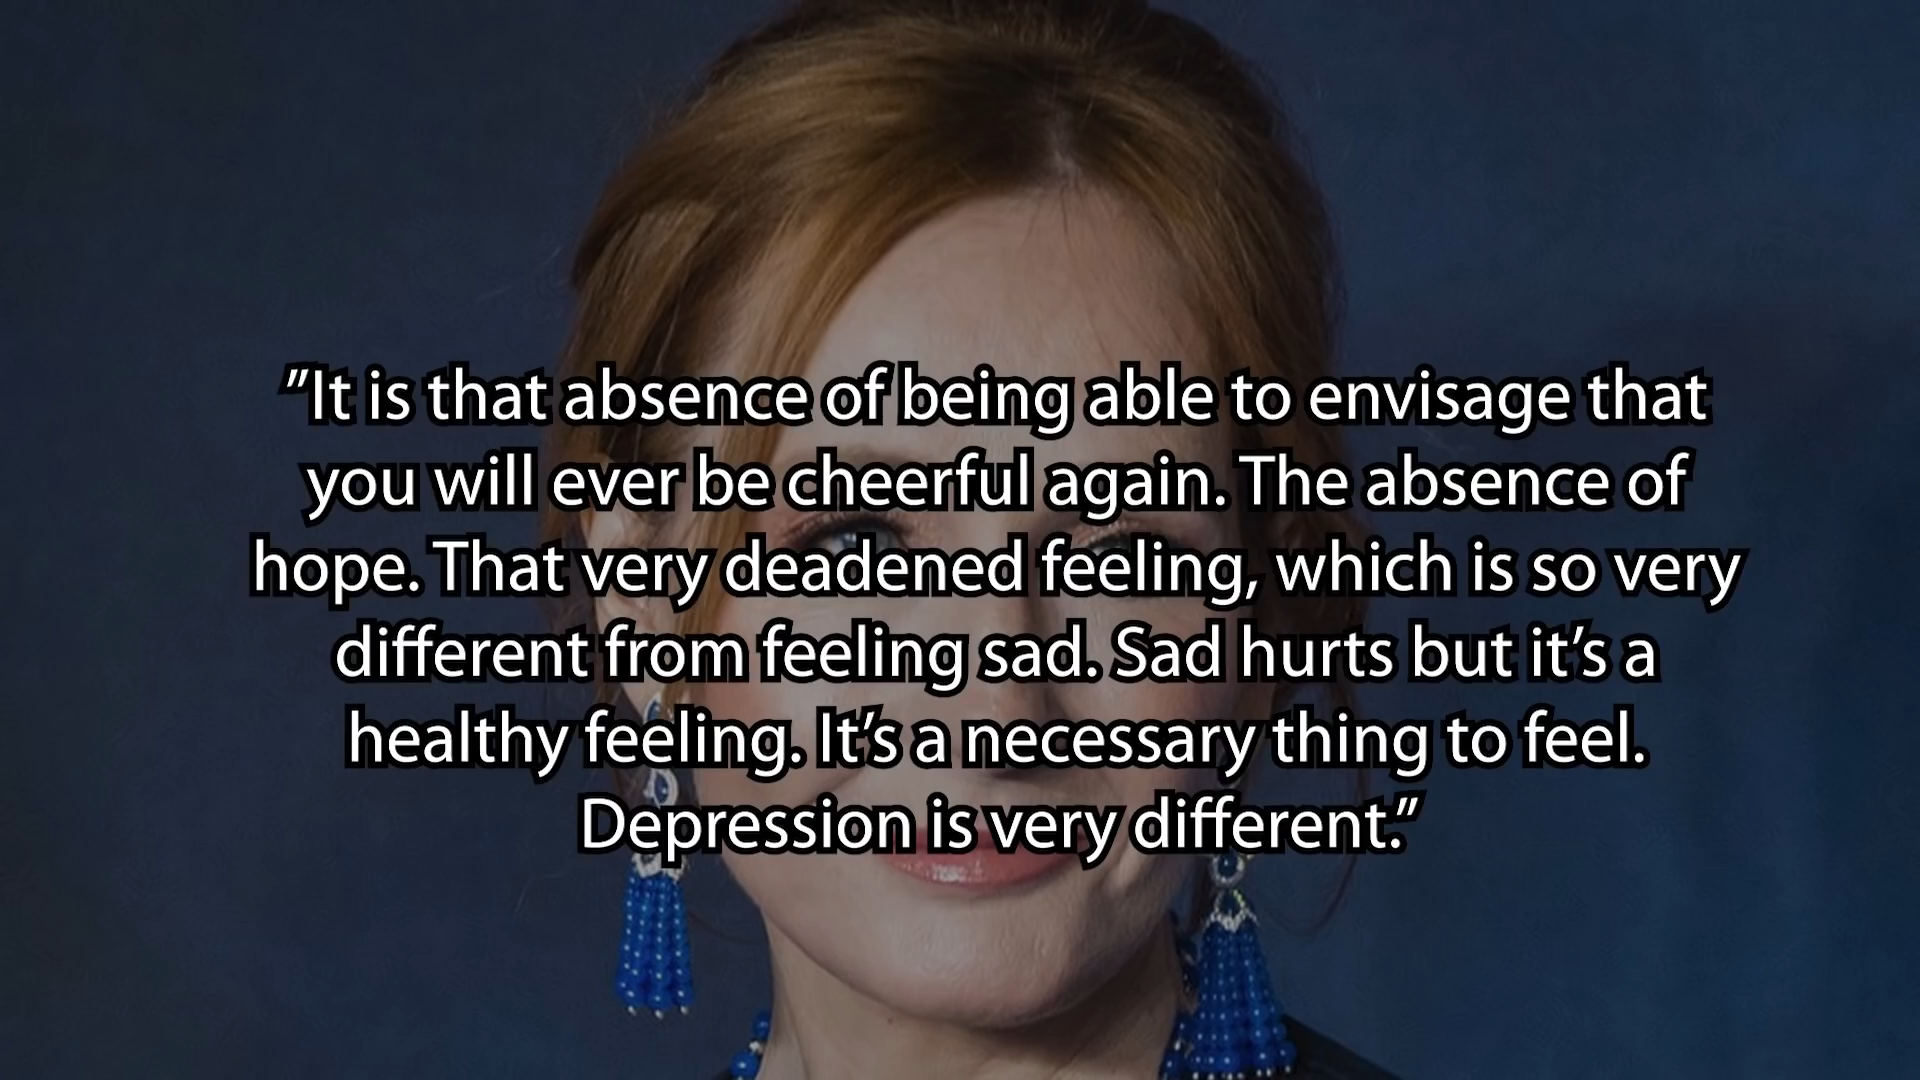 ”It is that absence of being able to envisage that
you will ever be cheerful again. The absence of
hope. That very deadened feeling, which is so very
different from feeling sad. Sad hurts but it’s a
healthy feeling. It’s a necessary thing to feel.
Depression is very different.”